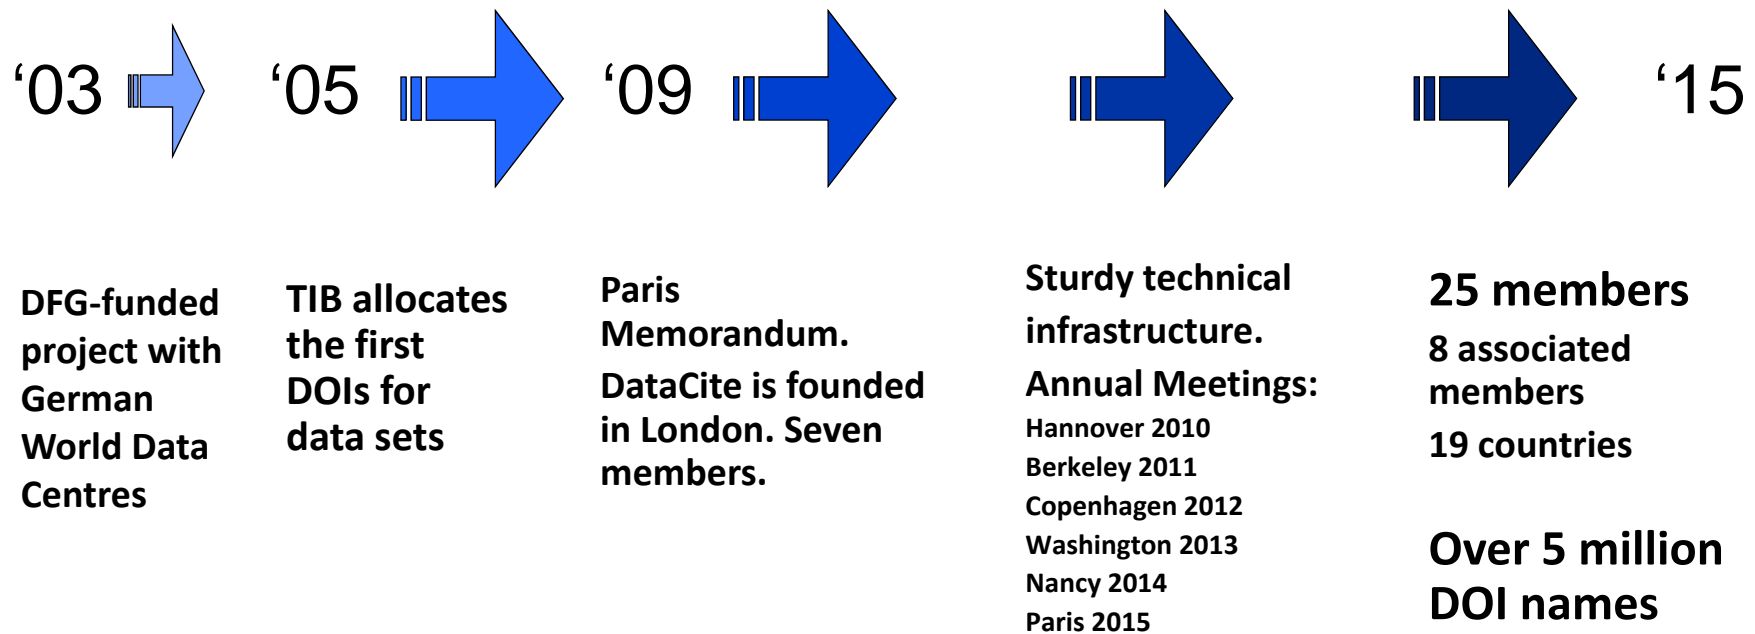 ‘03
‘05
‘09
‘15
DFG-funded
project with
German
World Data
Centres
TIB allocates
the first
DOIs for
data sets
Paris
Memorandum.
DataCite is founded
in London. Seven
members.
Sturdy technical
infrastructure.
Annual Meetings:
Hannover 2010
Berkeley 2011
Copenhagen 2012
Washington 2013
Nancy 2014
Paris 2015
25 members
8 associated
members
19 countries
Over 5 million
DOI names